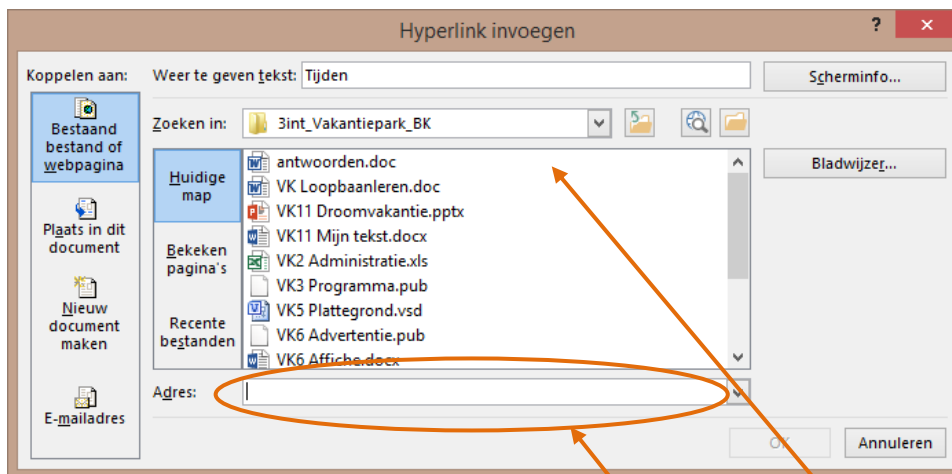 Hyperlink invoegen
?
Koppelen aan:
Weer te geven tekst: Tijden
Scherminfo...
Bestaand
bestand of
webpagina
Zoeken in:
3int_Vakantiepark_BK
Bladwijzer...
Huidige
map
antwoorden.doc
VK Loopbaanleren.doc
VK11 Droomvakantie.pptx
VK11 Mijn tekst.docx
VK2 Administratie.xls
VK3 Programma.pub
VK5 Plattegrond.vsd
VK6 Advertentie.pub
VK6 Affiche.docx
Plaats in dit
document
Bekeken
pagina's
Nieuw
document
maken
Recente
bestanden
Adres:
E-mailadres
OK
Annuleren